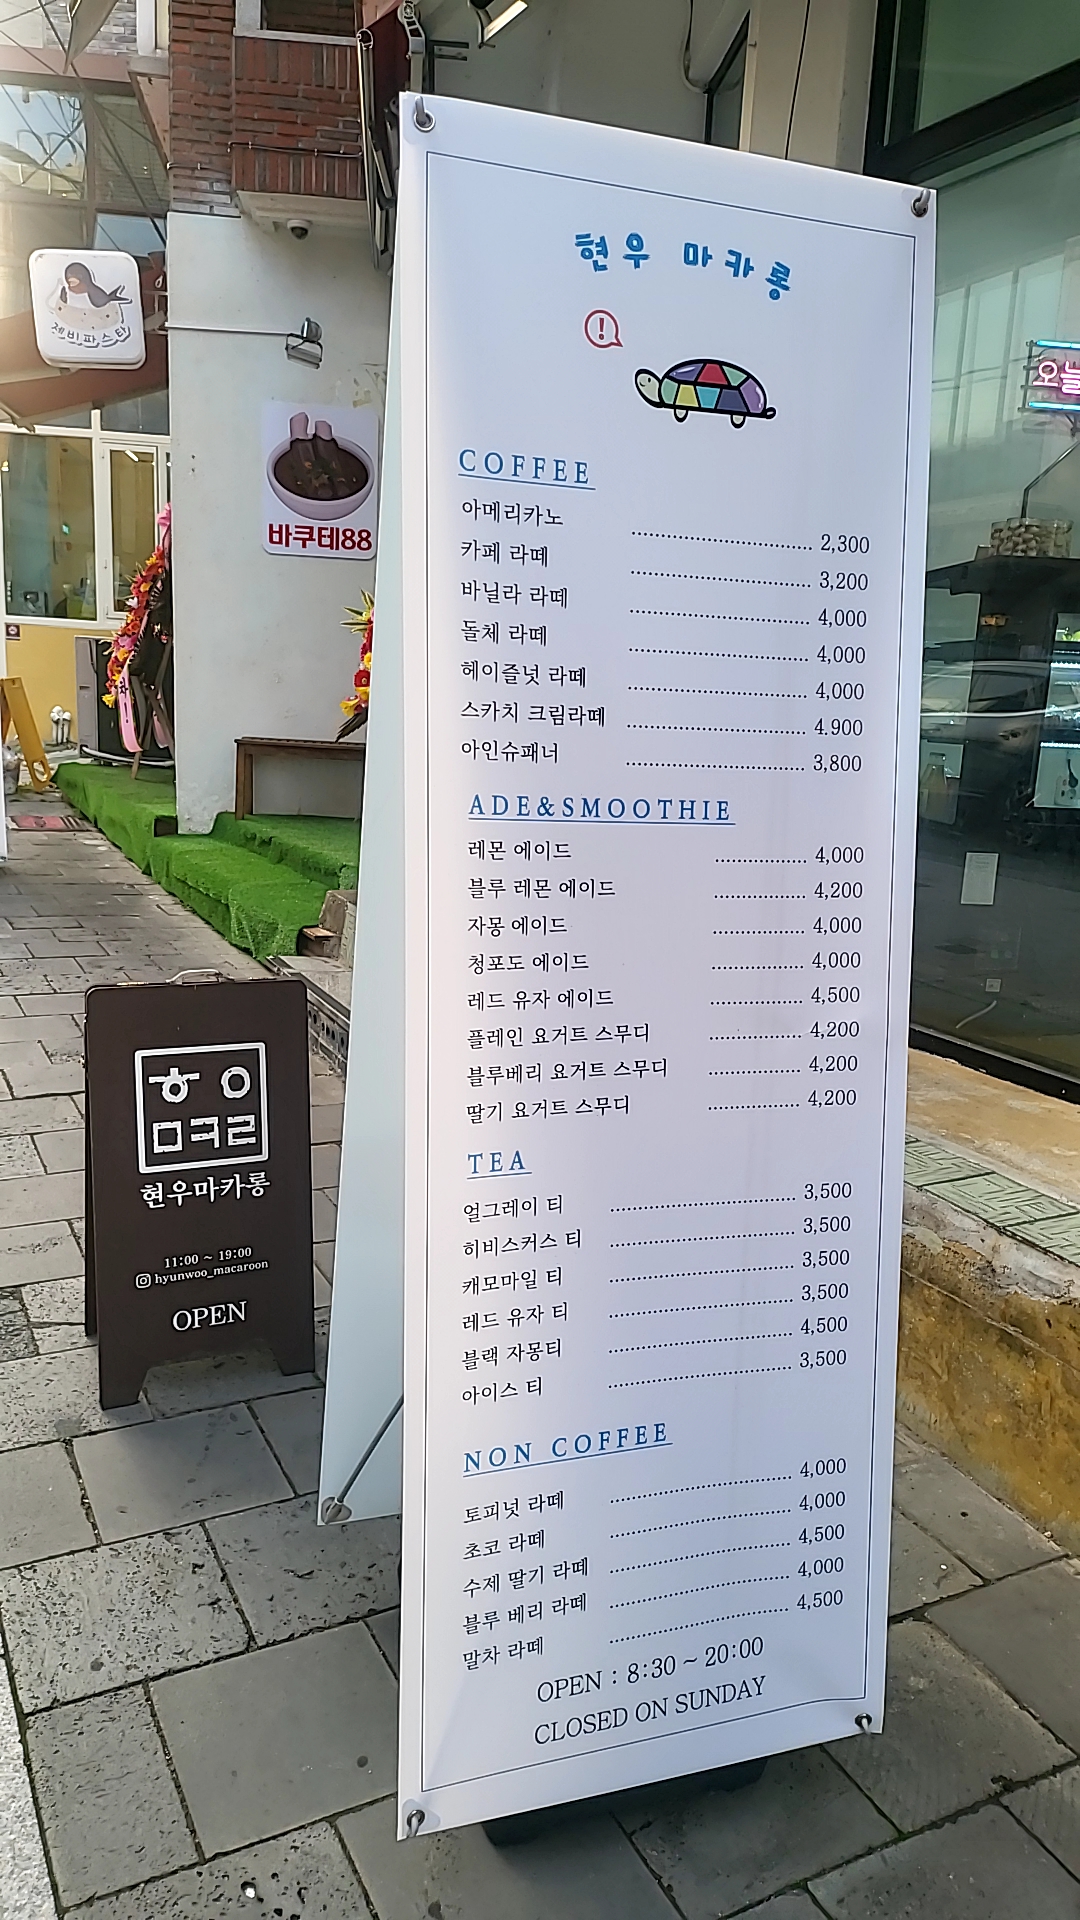 현우 마카롱
!
COFFEE
아메리카노 2,300
카페 라떼 3,200
바닐라 라떼 4,000
돌체 라떼 4,000
헤이즐넛 라떼 4,000
스카치 크림라떼 4.900
아인슈패너 3,800
ADE&SMOOTHIE
레몬 에이드 4,000
블루 레몬 에이드 4,200
자몽 에이드 4,000
청포도 에이드 4,000
레드 유자 에이드 4,500
플레인 요거트 스무디 4,200
블루베리 요거트 스무디 4,200
딸기 요거트 스무디 4,200
TEA
얼그레이 티 3,500
히비스커스 티 3,500
캐모마일 티 3,500
레드 유자 티 3,500
블랙 자몽티 4,500
아이스 티 3,500
NON COFFEE
토피넛 라떼 4,000
초코 라떼 4,000
수제 딸기 라떼 4,500
블루 베리 라떼 4,000
말차 라떼 4,500
OPEN : 8:30 ~ 20:00
CLOSED ON SUNDAY
제비파스타
바쿠테88
ㅎㅇ
ㅁㅋㄹ
현우마카롱
11:00 ~ 19:00
hyunwoo_macaroon
OPEN
오늘